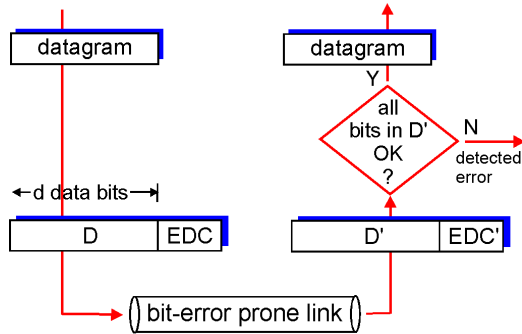 datagram
datagram
Y
all
bits in D'
OK
?
N
detected
error
d data bits
D
EDC
D'
EDC'
bit-error prone link